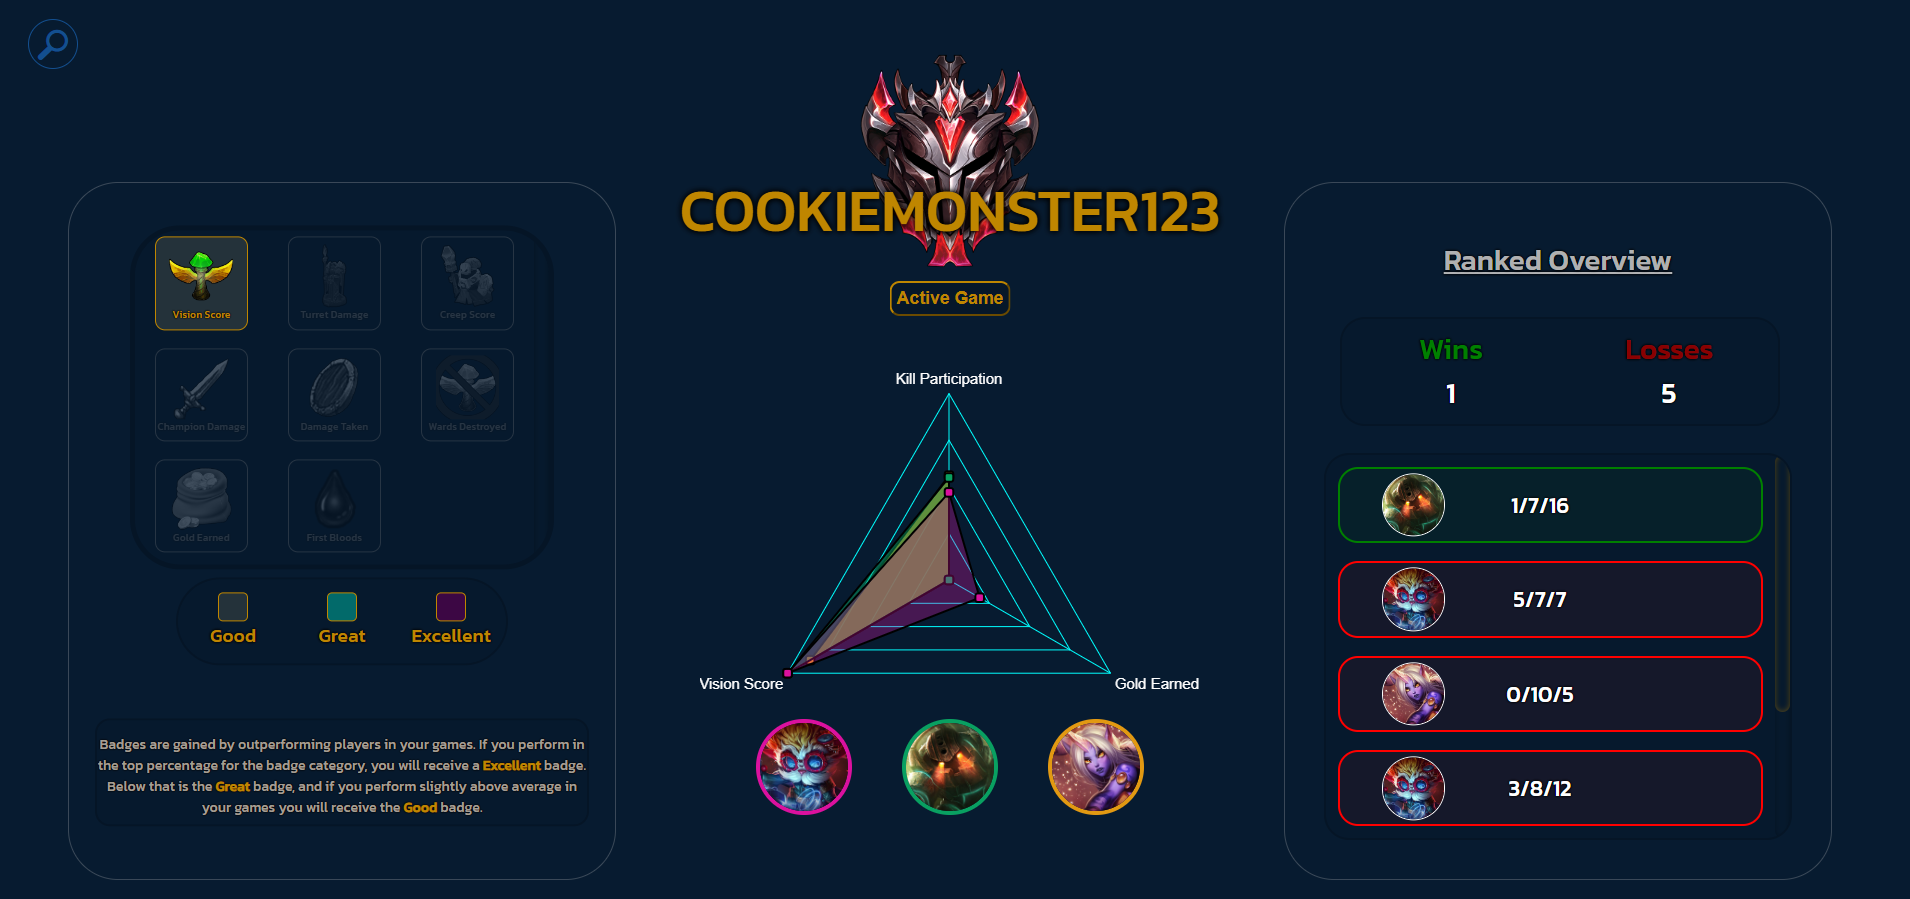 COOKIEMONSTER123
Active Game
Vision Score
Turret Damage
Creep Score
Champion Damage
Damage Taken
Wards Destroyed
Gold Earned
First Bloods
Good
Great
Excellent
Badges are gained by outperforming players in your games. If you perform in
the top percentage for the badge category, you will receive a Excellent badge.
Below that is the Great badge, and if you perform slightly above average in
your games you will receive the Good badge.
Kill Participation
Vision Score
Gold Earned
Ranked Overview
Wins
Losses
1
5
1/7/16
5/7/7
0/10/5
3/8/12